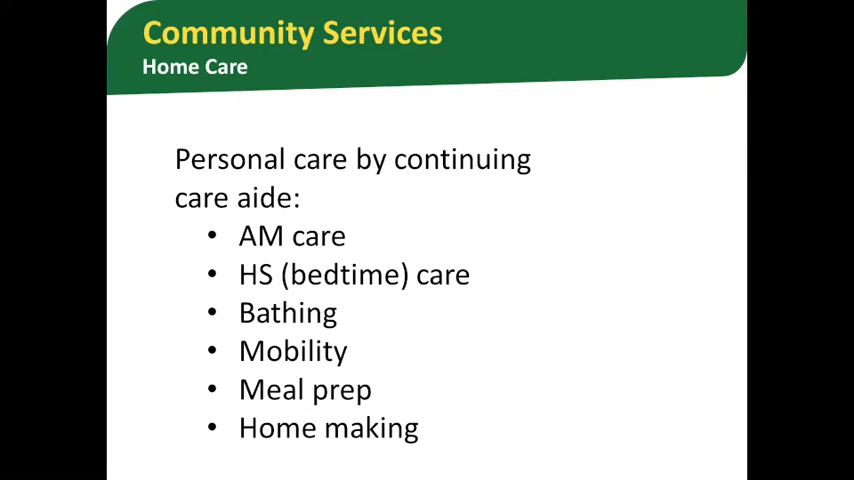 Community Services
Home Care
Personal care by continuing
care aide:
• AM care
• HS (bedtime) care
• Bathing
• Mobility
• Meal prep
• Home making